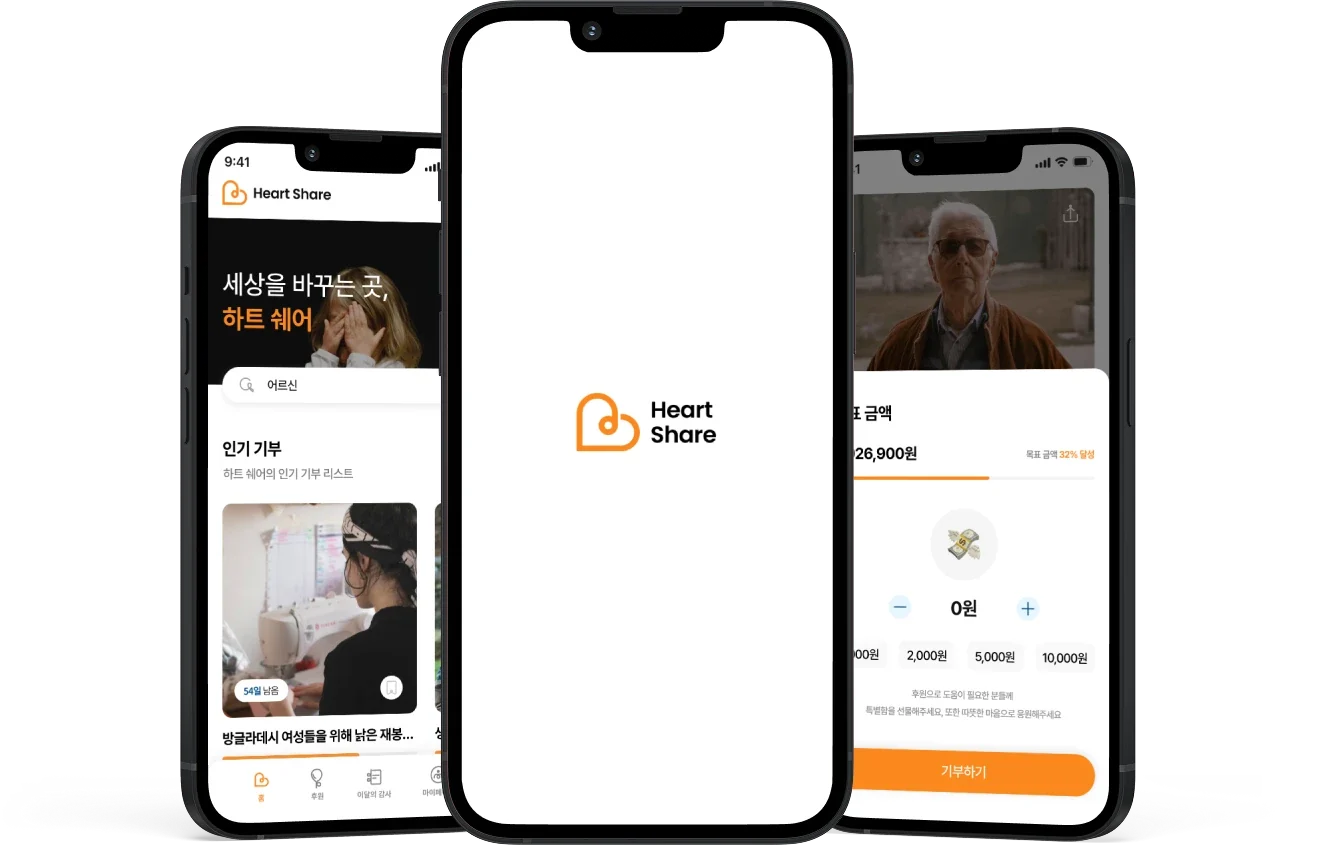 9:41
Heart Share
세상을 바꾸는 곳,
하트 쉐어
어르신
인기 기부
하트 쉐어의 인기 기부 리스트
54일 남음
방글라데시 여성들을 위해 낡은 재봉...
홈
후원
이달의 감사
Heart
Share
금액
26,900원
목표 금액 32% 달성
0원
2,000원
5,000원
10,000원
후원으로 도움이 필요한 분들께
특별함을 선물해주세요, 또한 따뜻한 마음으로 응원해주세요
기부하기